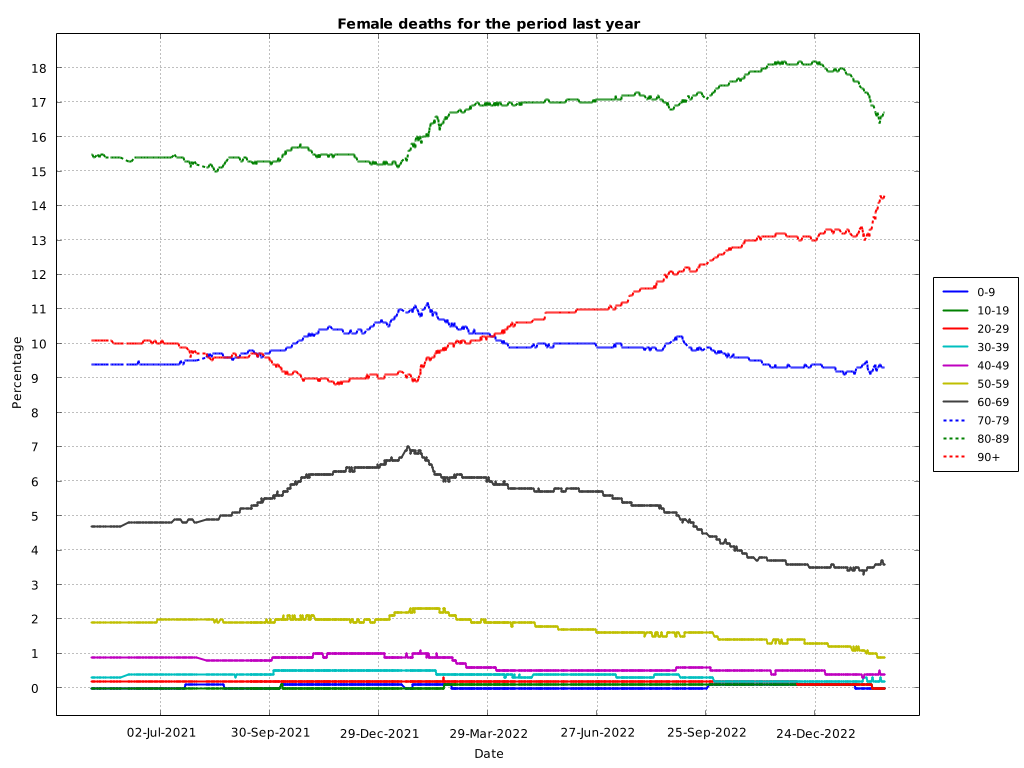 Female deaths for the period last year
18
17
16
15
14
13
12
11
10
9
8
7
6
5
4
3
2
1
0
Percentage
02-Jul-2021
30-Sep-2021
29-Dec-2021
29-Mar-2022
27-Jun-2022
25-Sep-2022
24-Dec-2022
Date
0-9
10-19
20-29
30-39
40-49
50-59
60-69
70-79
80-89
90+